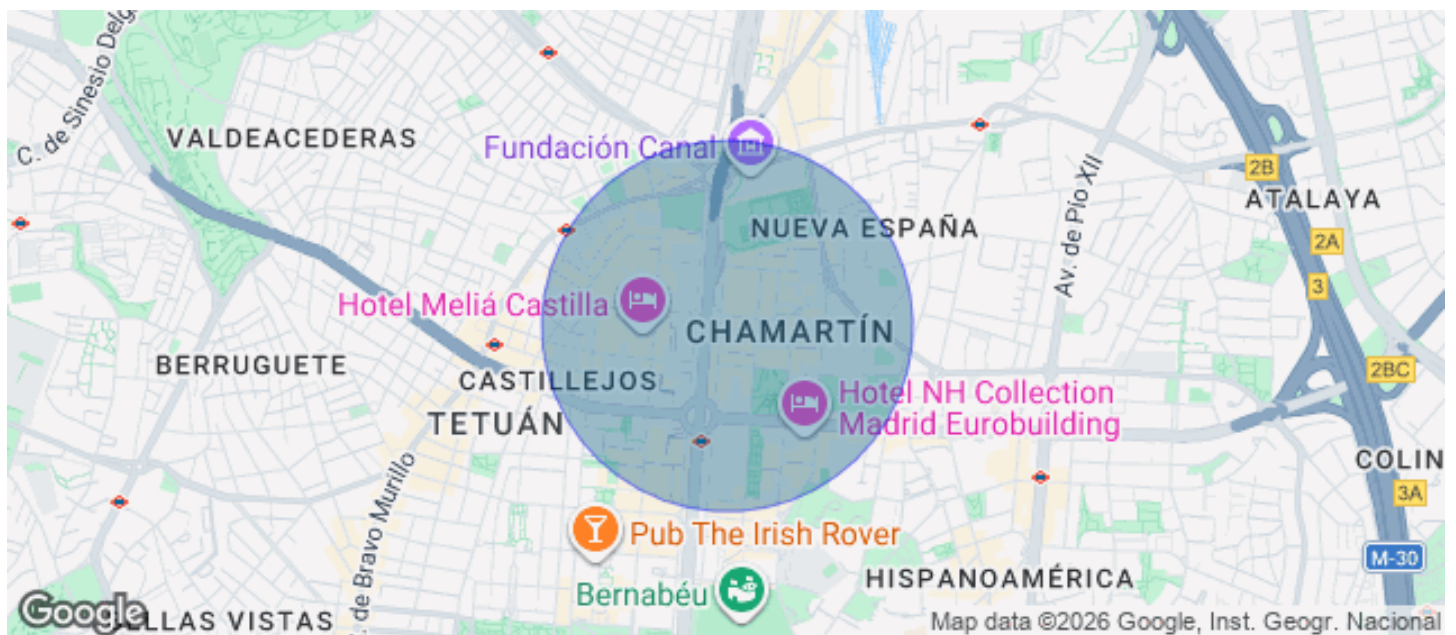 C. de Sinesio Delg
VALDEACEDERAS
Fundación Canal
NUEVA ESPAÑA
Av. de Pío XII
2B
ATALAYA
2A
3
Hotel Meliá Castilla
CHAMARTÍN
BERRUGUETE
CASTILLEJOS
TETUÁN
Hotel NH Collection
Madrid Eurobuilding
2BC
COLIN
3A
. de Bravo Murillo
Pub The Irish Rover
M-30
Bernabéu
HISPANOAMÉRICA
Google
ELLAS VISTAS
Map data ©2026 Google, Inst. Geogr. Nacional